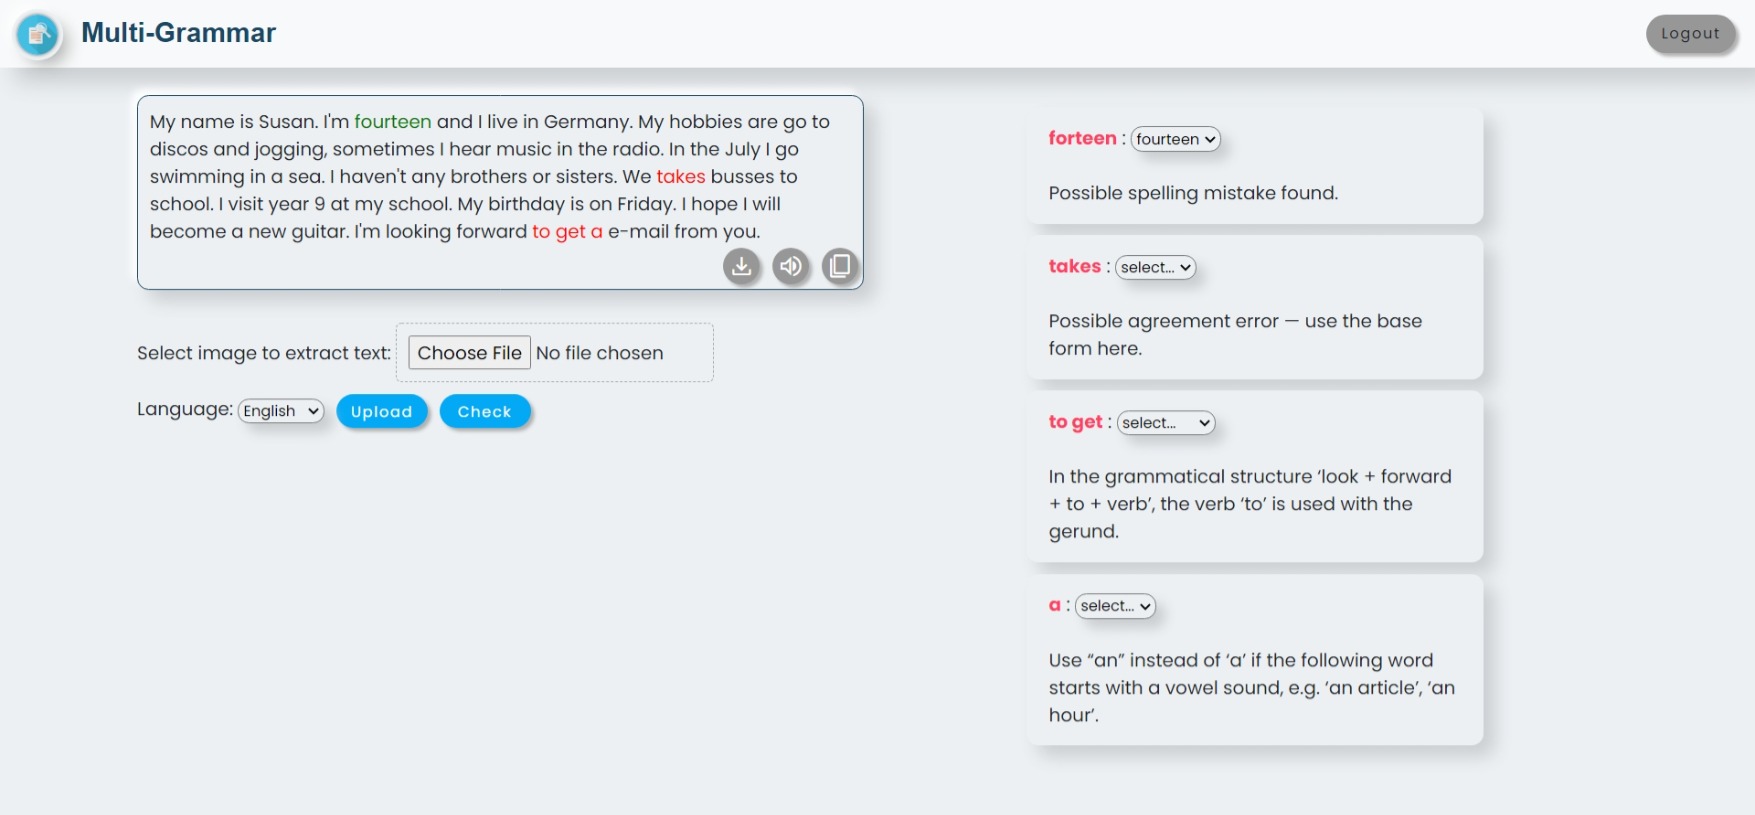 Multi-Grammar
Logout
My name is Susan. I'm fourteen and I live in Germany. My hobbies are go to
discos and jogging, sometimes I hear music in the radio. In the July I go
swimming in a sea. I haven't any brothers or sisters. We takes busses to
school. I visit year 9 at my school. My birthday is on Friday. I hope I will
become a new guitar. I'm looking forward to get a e-mail from you.
Select image to extract text: Choose File No file chosen
Language: English Upload Check
forteen : fourteen
Possible spelling mistake found.
takes : select...
Possible agreement error — use the base
form here.
to get : select...
In the grammatical structure ‘look + forward
+ to + verb’, the verb ‘to’ is used with the
gerund.
a : select...
Use “an” instead of ‘a’ if the following word
starts with a vowel sound, e.g. ‘an article’, ‘an
hour’.